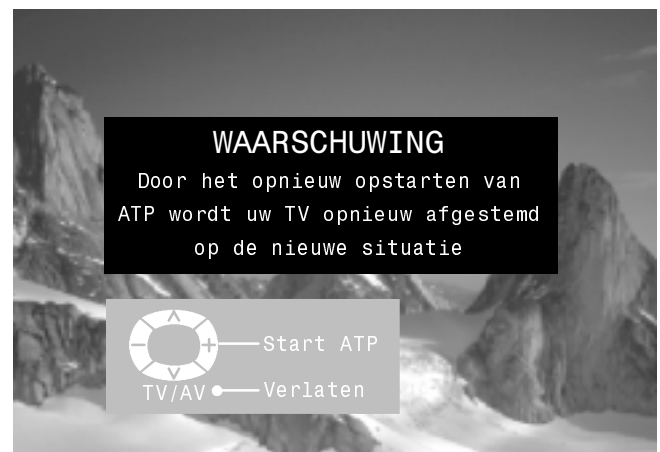 WAARSCHUWING
Door het opnieuw opstarten van
ATP wordt uw TV opnieuw afgestemd
op de nieuwe situatie
Start ATP
TV/AV Verlaten